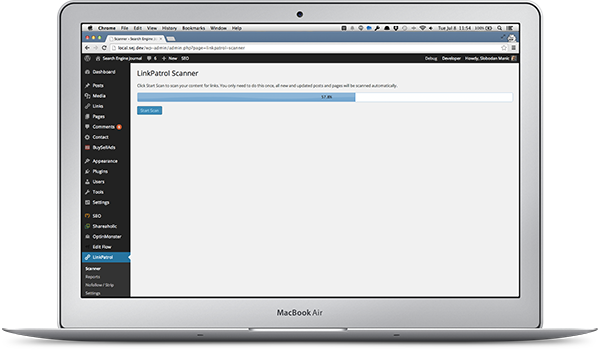 Chrome File Edit View History Bookmarks Window Help
Tue Jul 8 11:54
Scanner ‹ Search Engine Jo
local.sej.dev/wp-admin/admin.php?page=linkpatrol-scanner
Search Engine Journal 6 + New SEO
Debug Developer Howdy, Slobodan Manic
Dashboard
Posts
Media
Links
Pages
Comments
Contact
BuySellAds
Appearance
Plugins
Users
Tools
Settings
SEO
Shareaholic
OptinMonster
Edit Flow
LinkPatrol
Scanner
Reports
Nofollow / Strip
Settings
LinkPatrol Scanner
Click Start Scan to scan your content for links. You only need to do this once, all new and updated posts and pages will be scanned automatically.
Start Scan
MacBook Air